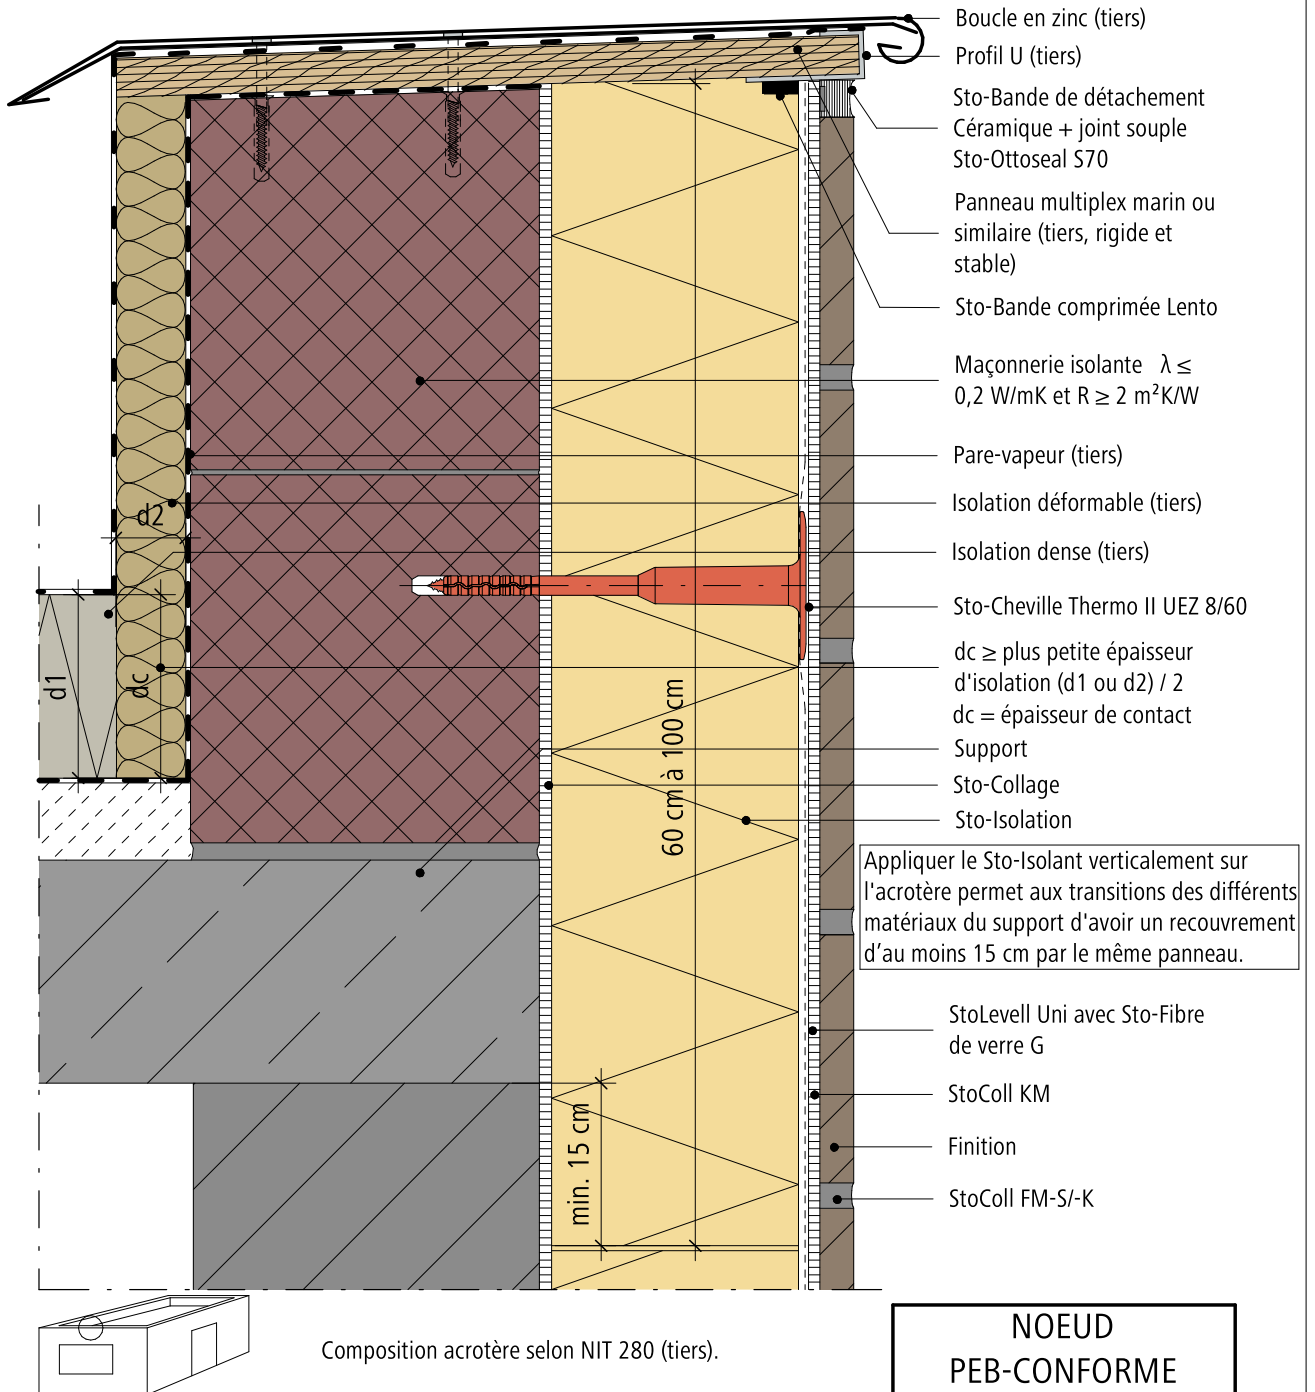 Boucle en zinc (tiers)
Profil U (tiers)
Sto-Bande de détachement
Céramique + joint souple
Sto-Ottoseal S70
Panneau multiplex marin ou
similaire (tiers, rigide et
stable)
Sto-Bande comprimée Lento
Maçonnerie isolante λ ≤
0,2 W/mK et R ≥ 2 m²K/W
Pare-vapeur (tiers)
Isolation déformable (tiers)
d2
Isolation dense (tiers)
Sto-Cheville Thermo II UEZ 8/60
dc ≥ plus petite épaisseur
d'isolation (d1 ou d2) / 2
dc = épaisseur de contact
d1
dc
60 cm à 100 cm
Support
Sto-Collage
Sto-Isolation
Appliquer le Sto-Isolant verticalement sur
l'acrotère permet aux transitions des différents
matériaux du support d'avoir un recouvrement
d’au moins 15 cm par le même panneau.
StoLevell Uni avec Sto-Fibre
de verre G
StoColl KM
min. 15 cm
Finition
StoColl FM-S/-K
Composition acrotère selon NIT 280 (tiers).
NOEUD
PEB-CONFORME